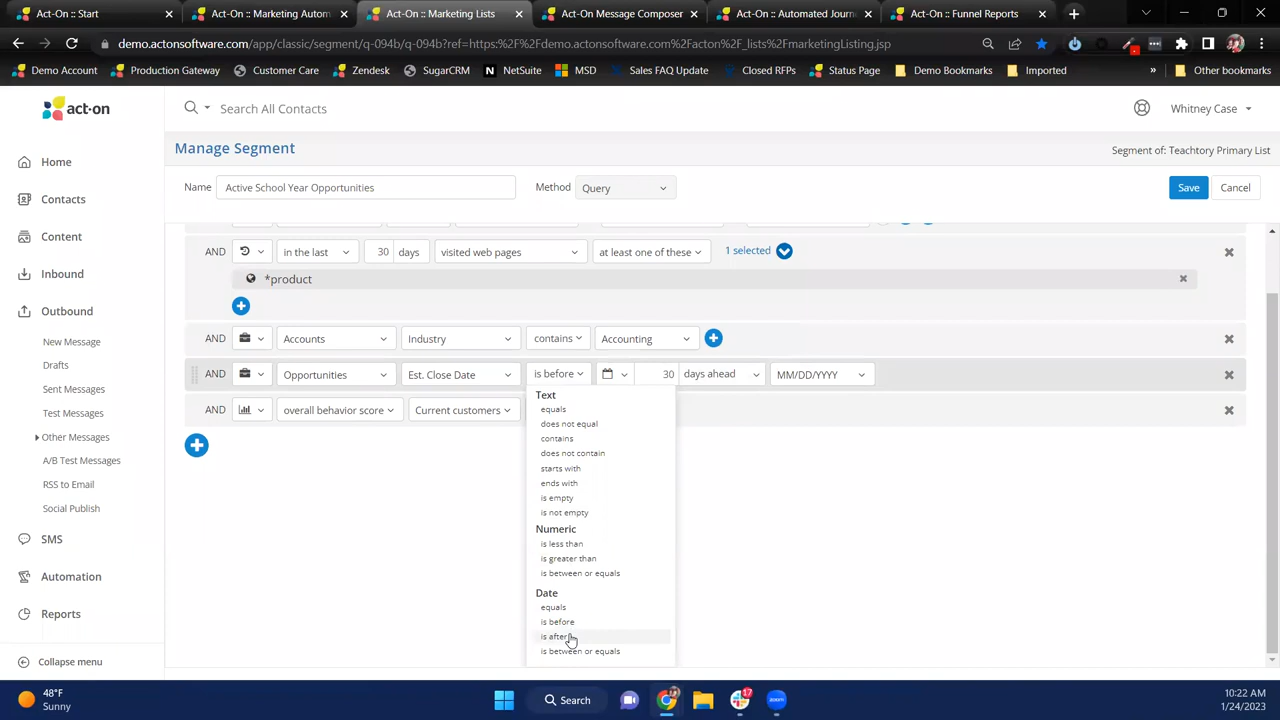 Act-On :: Start
Act-On :: Marketing Autom
Act-On :: Marketing Lists
Act-On Message Composer
Act-On :: Automated Journ
Act-On :: Funnel Reports
demo.actonsoftware.com/app/classic/segment/q-094b/q-094b?ref=https:%2F%2Fdemo.actonsoftware.com%2Facton%2F_lists%2FmarketingListing.jsp
Demo Account
Production Gateway
Customer Care
Zendesk
SugarCRM
NetSuite
MSD
Sales FAQ Update
Closed RFPs
Status Page
Demo Bookmarks
Imported
»
Other bookmarks
act-on
Search All Contacts
Whitney Case
Manage Segment
Segment of: Teachtory Primary List
Name
Active School Year Opportunities
Method
Query
Save
Cancel
Home
Contacts
Content
Inbound
Outbound
New Message
Drafts
Sent Messages
Test Messages
Other Messages
A/B Test Messages
RSS to Email
Social Publish
SMS
Automation
Reports
Collapse menu
AND in the last 30 days visited web pages at least one of these 1 selected
*product
AND Accounts Industry contains Accounting
AND Opportunities Est. Close Date is before 30 days ahead MM/DD/YYYY
AND overall behavior score Current customers
Text
equals
does not equal
contains
does not contain
starts with
ends with
is empty
is not empty
Numeric
is less than
is greater than
is between or equals
Date
equals
is before
is after
is between or equals
48°F
Sunny
Search
17
zoom
10:22 AM
1/24/2023